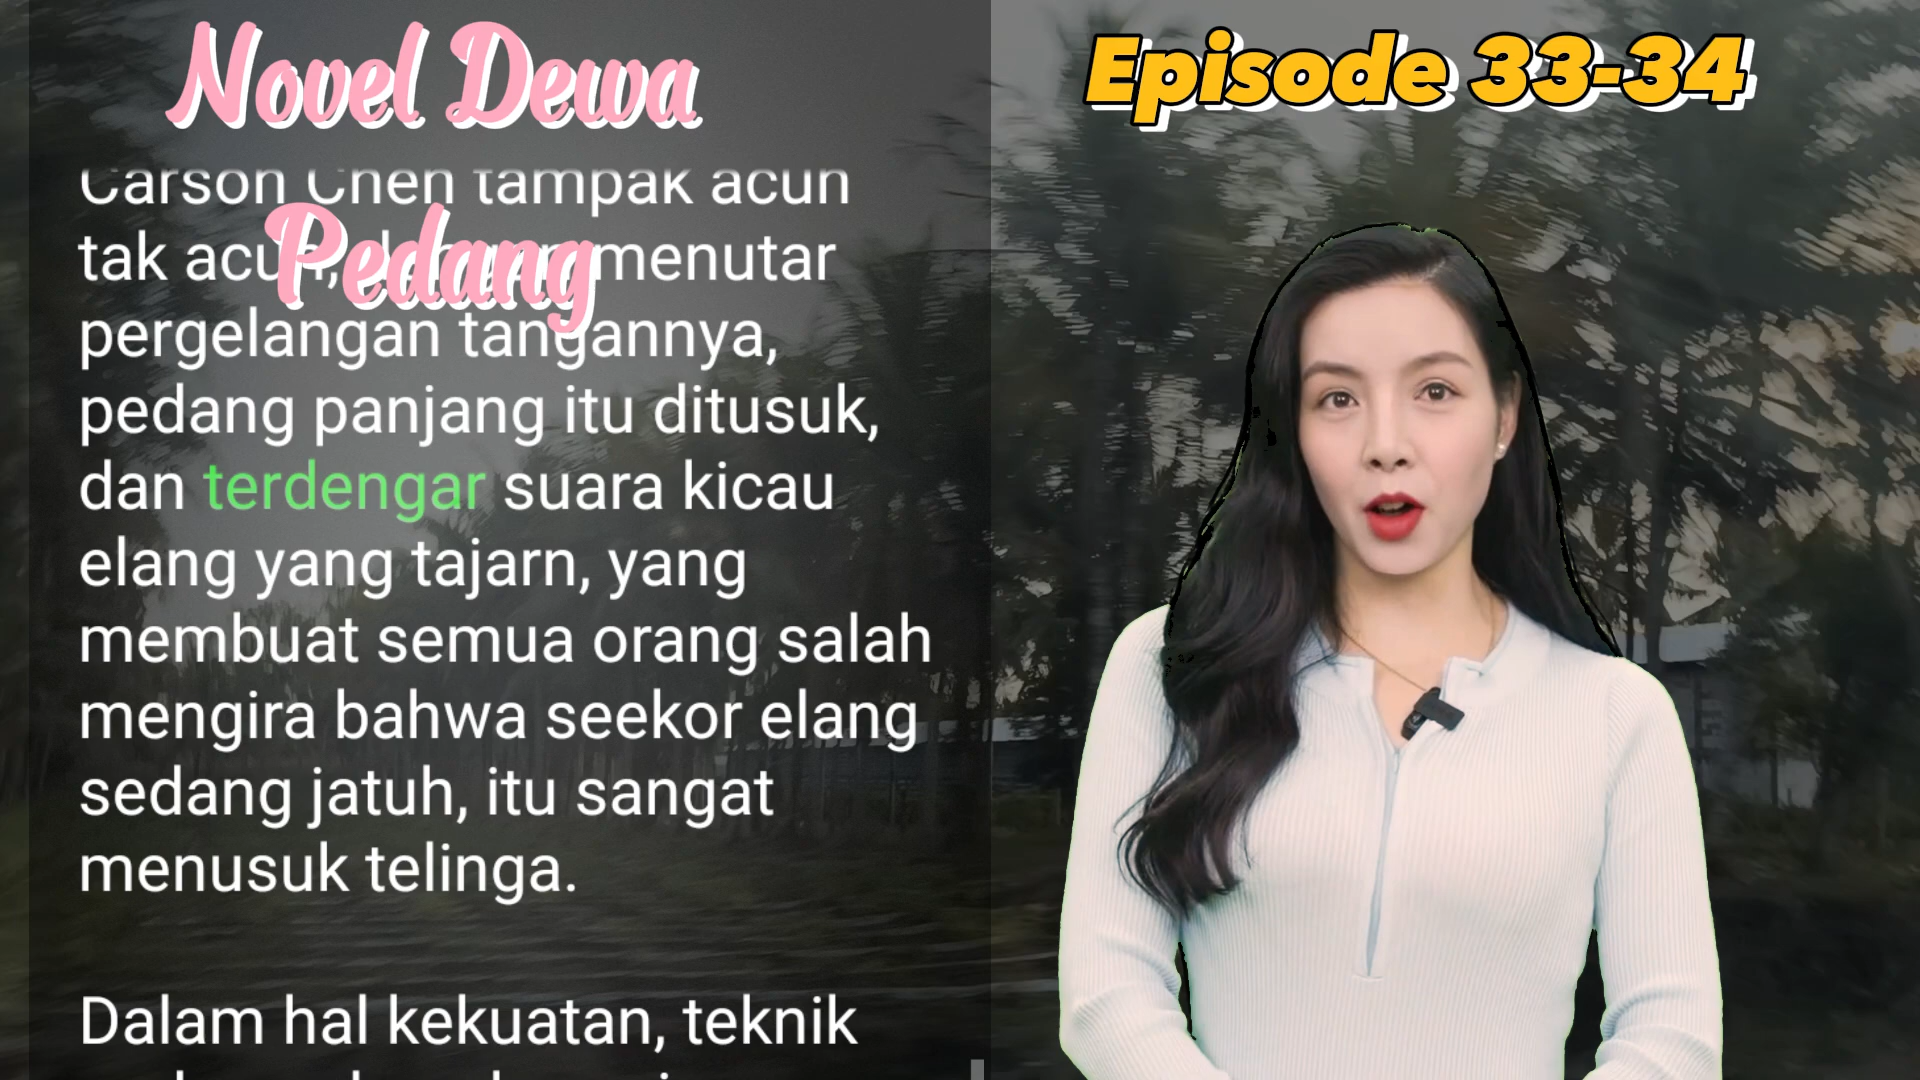 Novel Dewa
Pedang
Episode 33-34
Carson Chen tampak acuh
tak acuh, dengan menutar
pergelangan tangannya,
pedang panjang itu ditusuk,
dan terdengar suara kicau
elang yang tajarn, yang
membuat semua orang salah
mengira bahwa seekor elang
sedang jatuh, itu sangat
menusuk telinga.
Dalam hal kekuatan, teknik